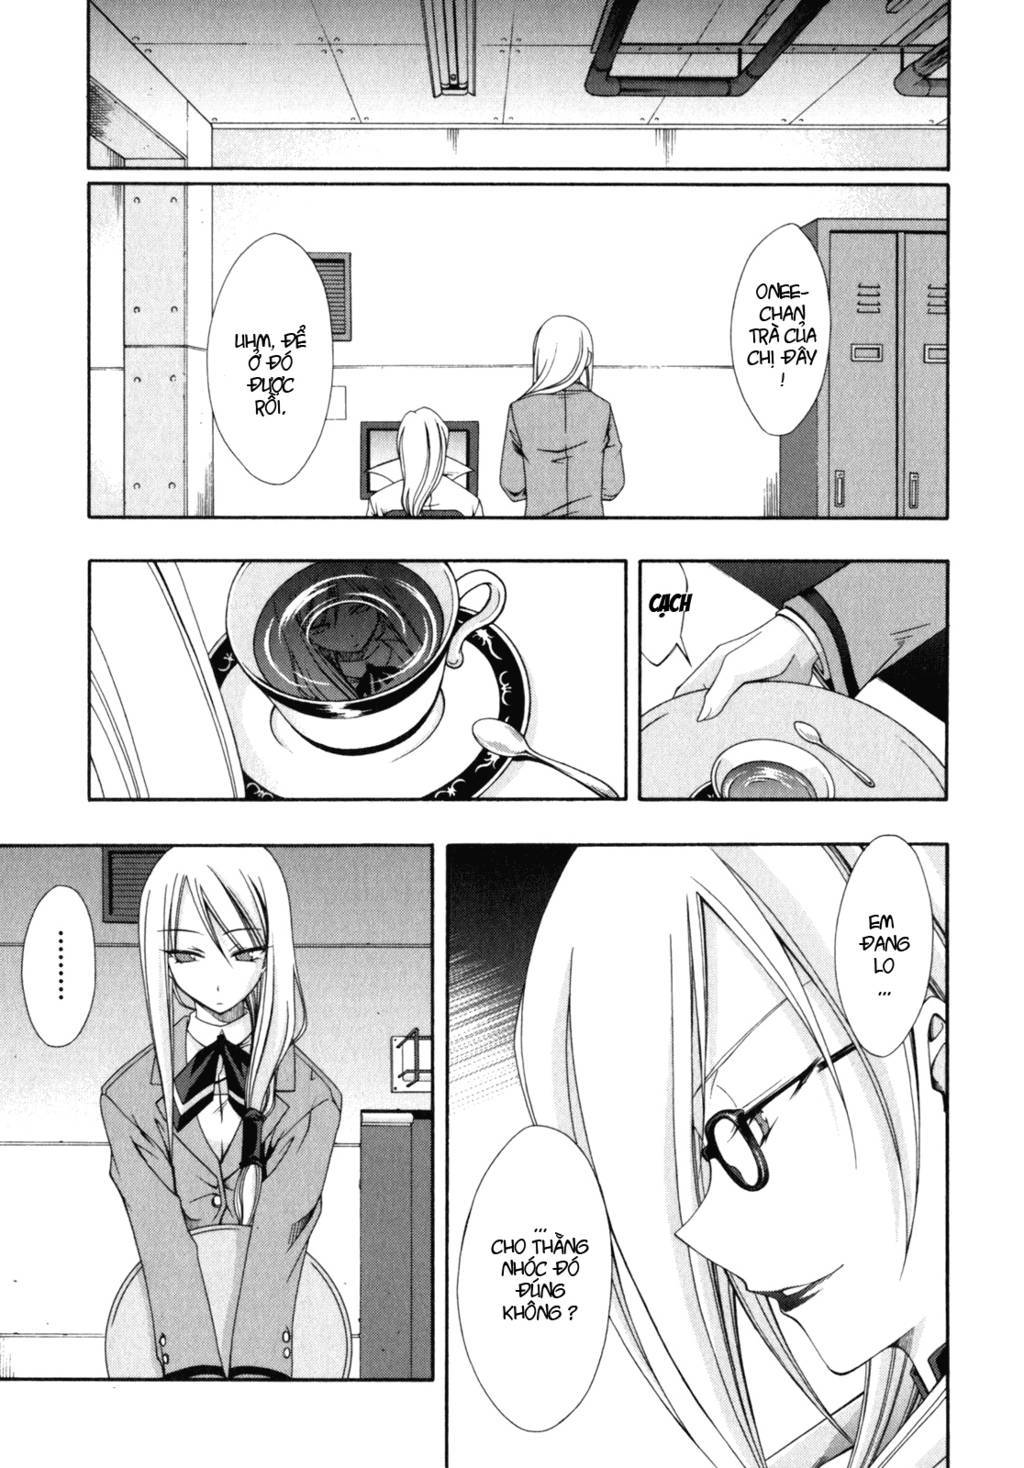 ONEE-
CHAN
TRÀ CỦA
CHỊ ĐÂY
!
UHM, ĐỂ
Ở ĐÓ
ĐƯỢC
RỒI.
CẠCH
EM
ĐANG
LO
...
...
CHO THẰNG
NHÓC ĐÓ
ĐÚNG
KHÔNG ?
.........